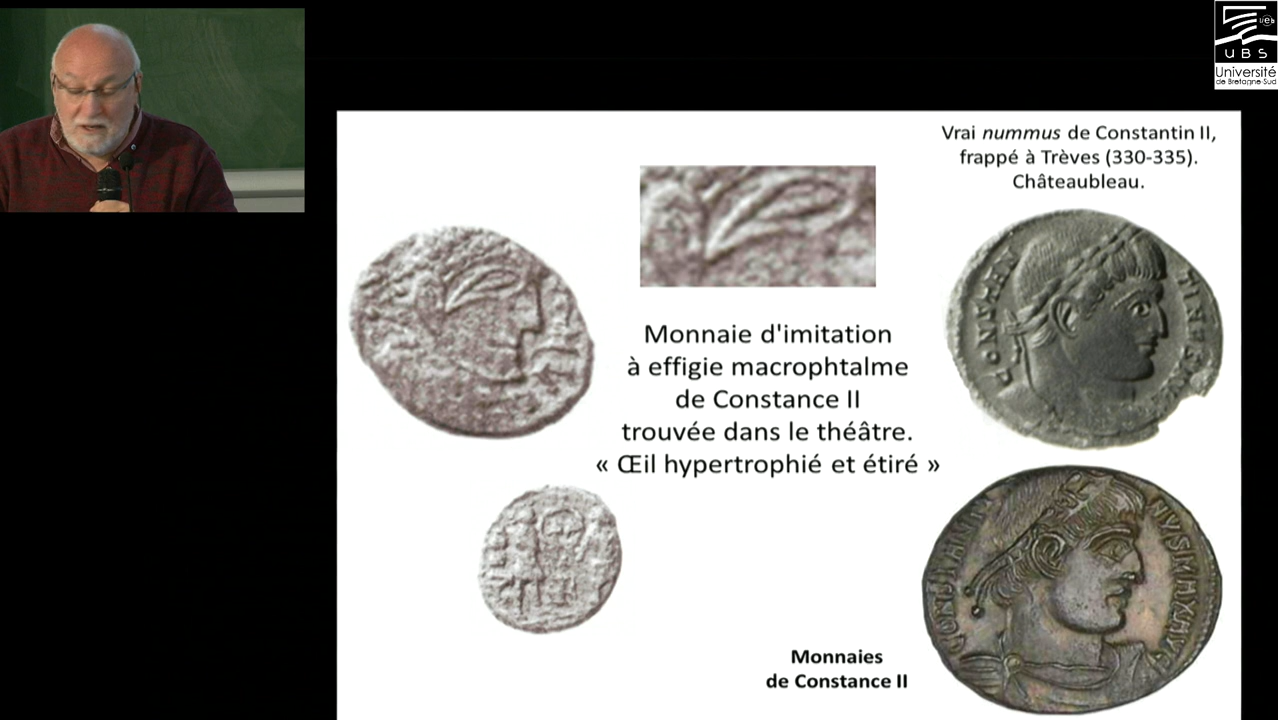 UBS
Université
de Bretagne-Sud
Vrai nummus de Constantin II,
frappé à Trèves (330-335).
Châteaubleau.
Monnaie d'imitation
à effigie macrophtalme
de Constance II
trouvée dans le théâtre.
« Œil hypertrophié et étiré »
Monnaies
de Constance II